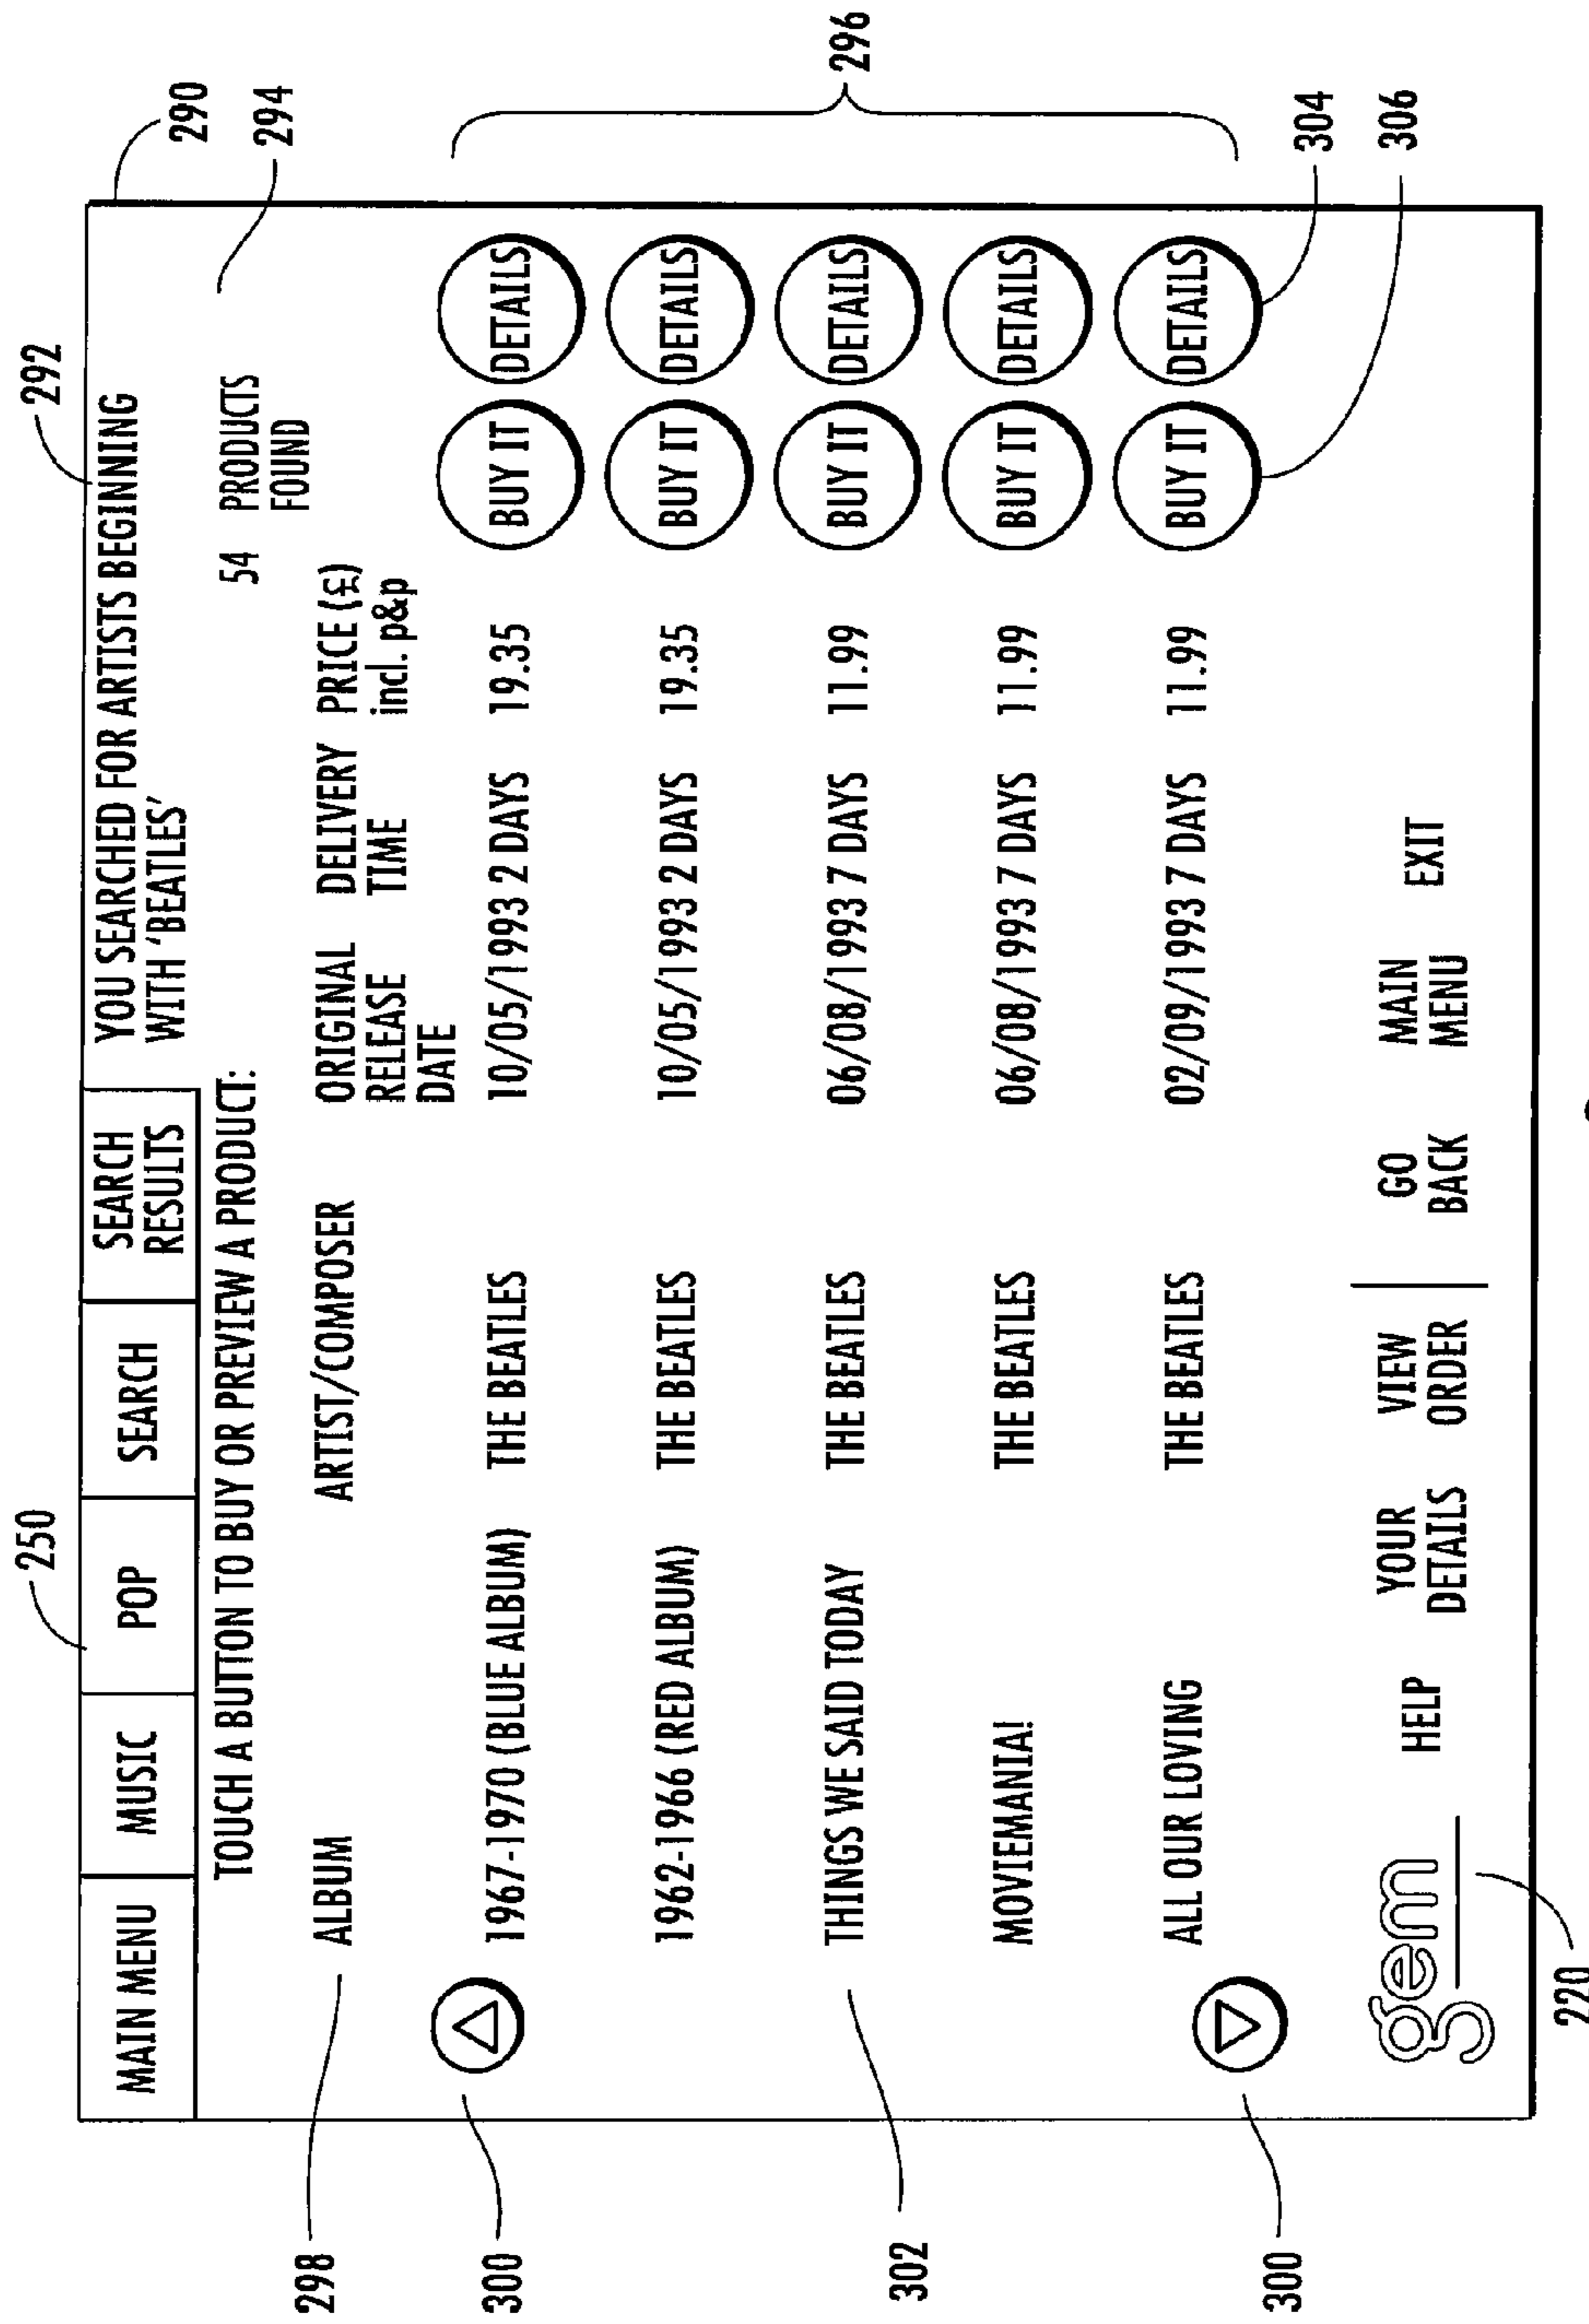 250
292
MAIN MENU
MUSIC
POP
SEARCH
SEARCH
RESULTS
YOU SEARCHED FOR ARTISTS BEGINNING
WITH ‘BEATLES’
290
TOUCH A BUTTON TO BUY OR PREVIEW A PRODUCT:
54 PRODUCTS
FOUND
294
298
ALBUM
ARTIST/COMPOSER
ORIGINAL
RELEASE
DATE
DELIVERY
TIME
PRICE (£)
incl. p&p
300
1967-1970 (BLUE ALBUM) THE BEATLES 10/05/1993 2 DAYS 19.35 BUY IT DETAILS
1962-1966 (RED ALBUM) THE BEATLES 10/05/1993 2 DAYS 19.35 BUY IT DETAILS
302
THINGS WE SAID TODAY THE BEATLES 06/08/1993 7 DAYS 11.99 BUY IT DETAILS
296
MOVIEMANIA! THE BEATLES 06/08/1993 7 DAYS 11.99 BUY IT DETAILS
300
ALL OUR LOVING THE BEATLES 02/09/1993 7 DAYS 11.99 BUY IT DETAILS
304
306
gem
HELP
YOUR
DETAILS
VIEW
ORDER
GO
BACK
MAIN
MENU
EXIT
220